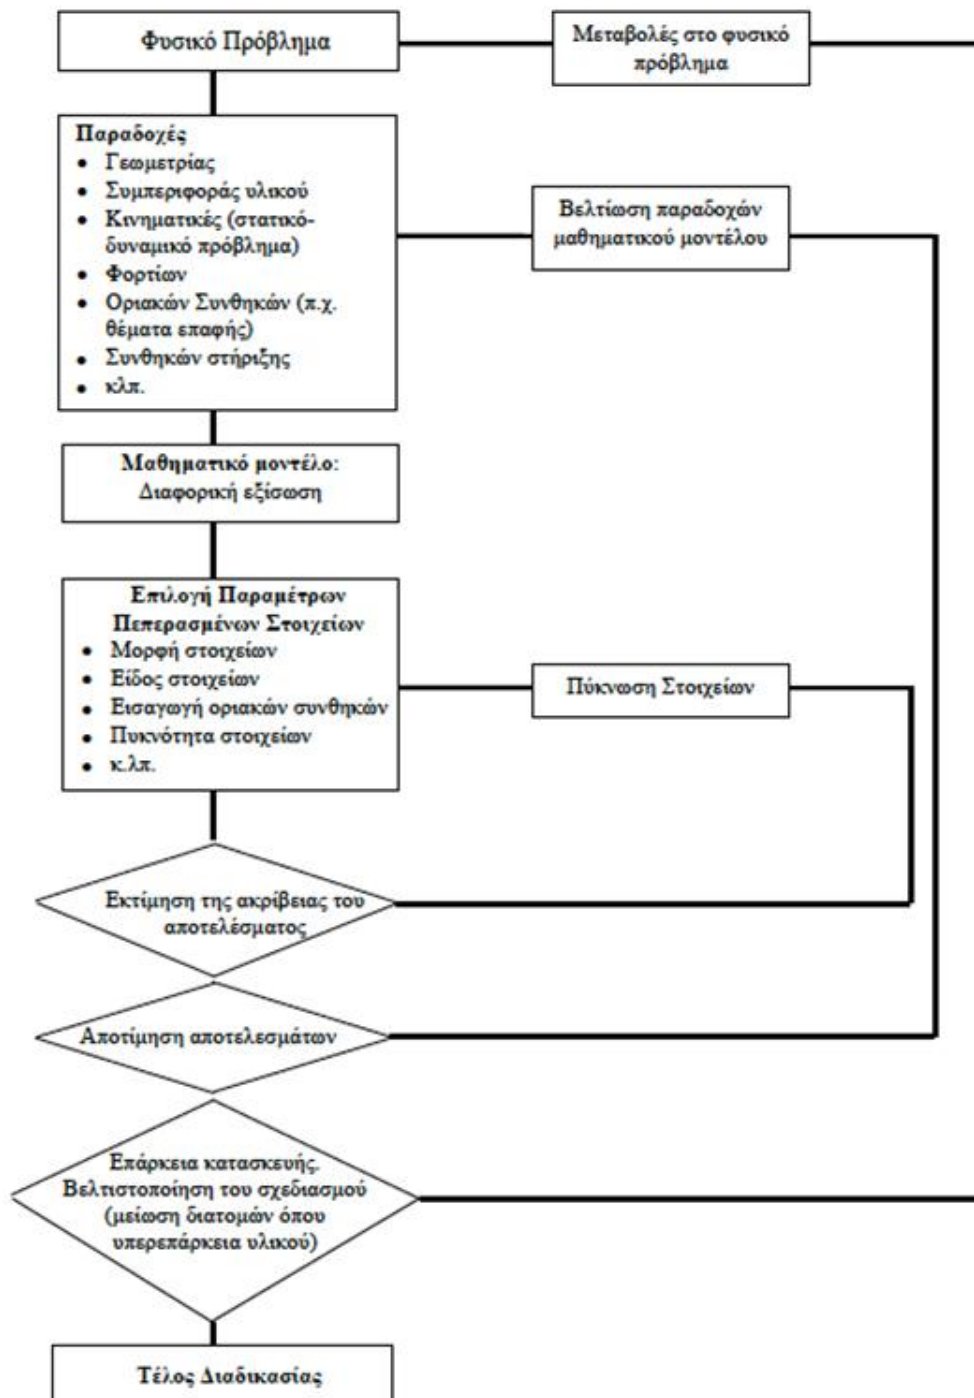 Φυσικό Πρόβλημα
Μεταβολές στο φυσικό
πρόβλημα
Παραδοχές
• Γεωμετρίας
• Συμπεριφοράς υλικού
• Κινηματικές (στατικό-
δυναμικό πρόβλημα)
• Φορτίων
• Οριακών Συνθηκών (π.χ.
θέματα επαφής)
• Συνθηκών στήριξης
• κλπ.
Βελτίωση παραδοχών
μαθηματικού μοντέλου
Μαθηματικό μοντέλο:
Διαφορική εξίσωση
Επιλογή Παραμέτρων
Πεπερασμένων Στοιχείων
• Μορφή στοιχείων
• Είδος στοιχείων
• Εισαγωγή οριακών συνθηκών
• Πυκνότητα στοιχείων
• κ.λπ.
Πύκνωση Στοιχείων
Εκτίμηση της ακρίβειας του
αποτελέσματος
Αποτίμηση αποτελεσμάτων
Επάρκεια κατασκευής.
Βελτιστοποίηση του σχεδιασμού
(μείωση διατομών όπου
υπερεπάρκεια υλικού)
Τέλος Διαδικασίας